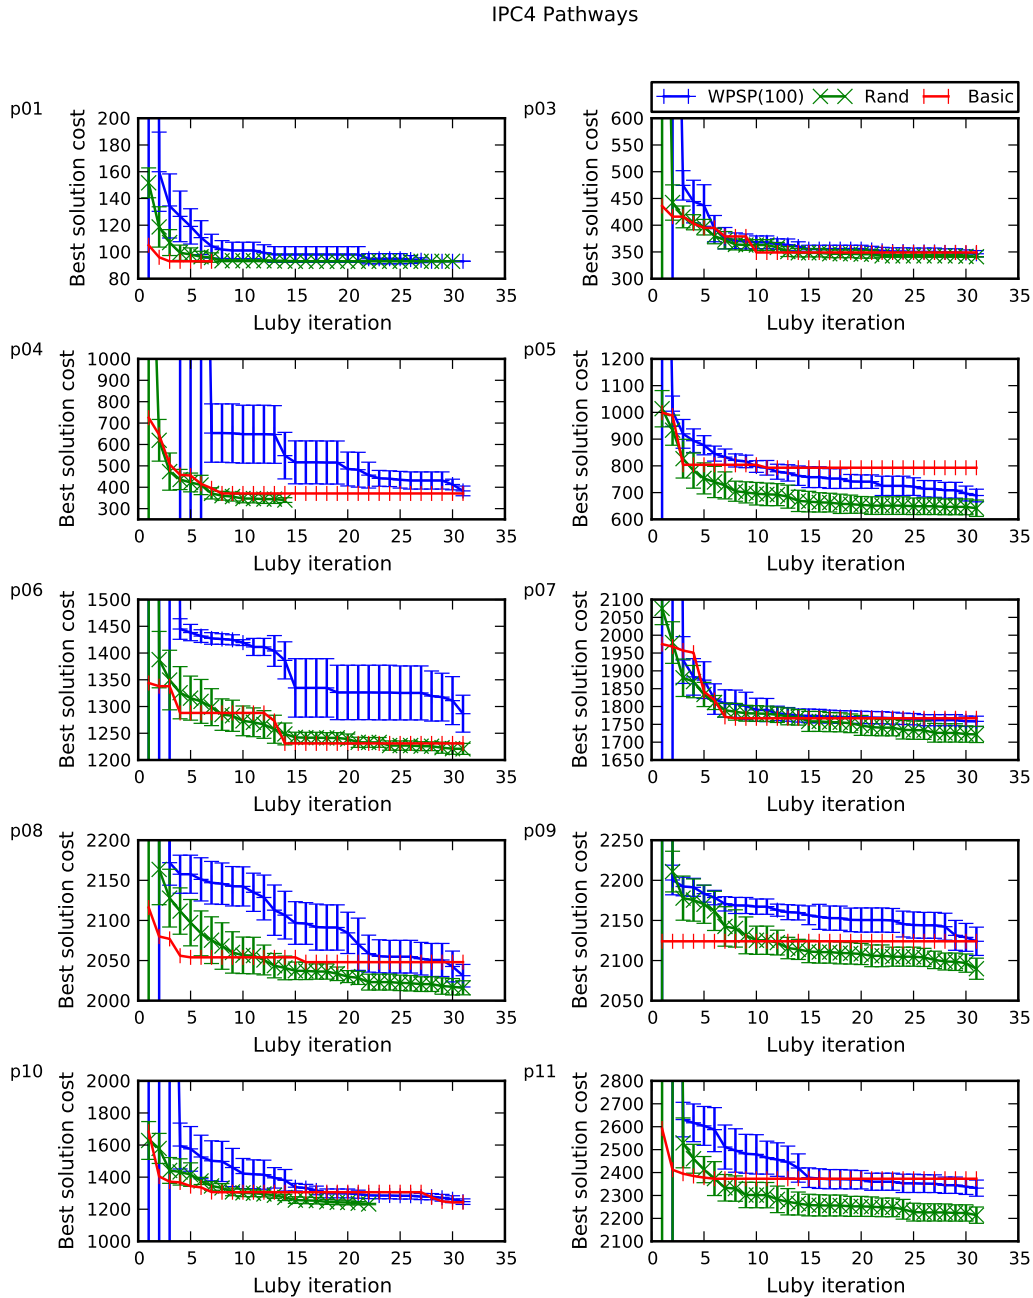 IPC4 Pathways
WPSP(100) Rand Basic
p01
Best solution cost
200
180
160
140
120
100
80
0 5 10 15 20 25 30 35
Luby iteration
p03
Best solution cost
600
550
500
450
400
350
300
0 5 10 15 20 25 30 35
Luby iteration
p04
Best solution cost
1000
900
800
700
600
500
400
300
0 5 10 15 20 25 30 35
Luby iteration
p05
Best solution cost
1200
1100
1000
900
800
700
600
0 5 10 15 20 25 30 35
Luby iteration
p06
Best solution cost
1500
1450
1400
1350
1300
1250
1200
0 5 10 15 20 25 30 35
Luby iteration
p07
Best solution cost
2100
2050
2000
1950
1900
1850
1800
1750
1700
1650
0 5 10 15 20 25 30 35
Luby iteration
p08
Best solution cost
2200
2150
2100
2050
2000
0 5 10 15 20 25 30 35
Luby iteration
p09
Best solution cost
2250
2200
2150
2100
2050
0 5 10 15 20 25 30 35
Luby iteration
p10
Best solution cost
2000
1800
1600
1400
1200
1000
0 5 10 15 20 25 30 35
Luby iteration
p11
Best solution cost
2800
2700
2600
2500
2400
2300
2200
2100
0 5 10 15 20 25 30 35
Luby iteration